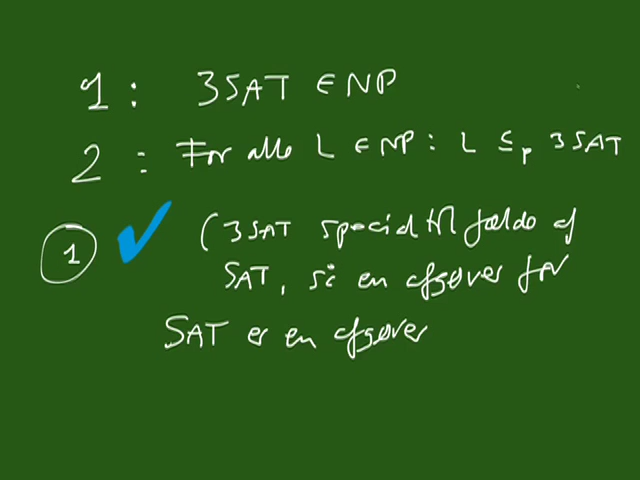 1: 3SAT ∈ NP
2: For alle L ∈ NP: L ≤p 3SAT
① ✓ (3SAT specialtilfælde af
SAT, så en afgører for
SAT er en afgører